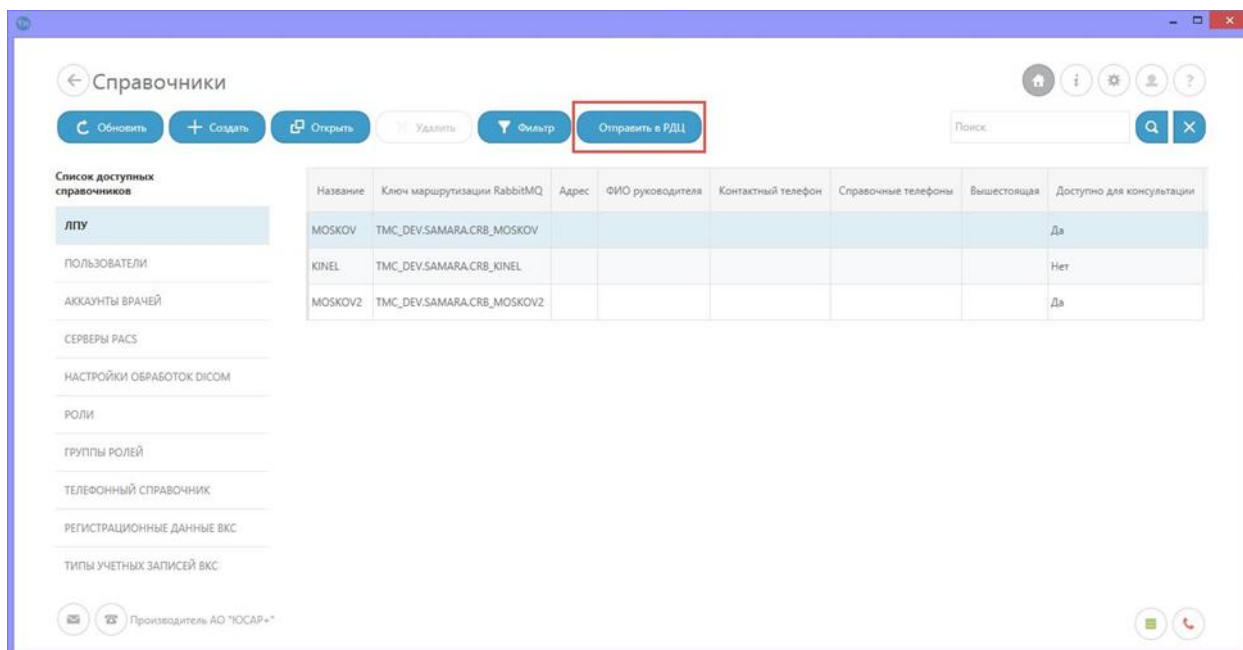 Справочники
Обновить Создать Открыть Удалить Фильтр Отправить в РДЦ Поиск
Список доступных
справочников
Название Ключ маршрутизации RabbitMQ Адрес ФИО руководителя Контактный телефон Справочные телефоны Вышестоящая Доступно для консультации
ЛПУ
MOSKOV TMC_DEV.SAMARA.CRB_MOSKOV Да
ПОЛЬЗОВАТЕЛИ
KINEL TMC_DEV.SAMARA.CRB_KINEL Нет
АККАУНТЫ ВРАЧЕЙ
MOSKOV2 TMC_DEV.SAMARA.CRB_MOSKOV2 Да
СЕРВЕРЫ PACS
НАСТРОЙКИ ОБРАБОТОК DICOM
РОЛИ
ГРУППЫ РОЛЕЙ
ТЕЛЕФОННЫЙ СПРАВОЧНИК
РЕГИСТРАЦИОННЫЕ ДАННЫЕ ВКС
ТИПЫ УЧЕТНЫХ ЗАПИСЕЙ ВКС
Производитель АО "ЮСАР+"